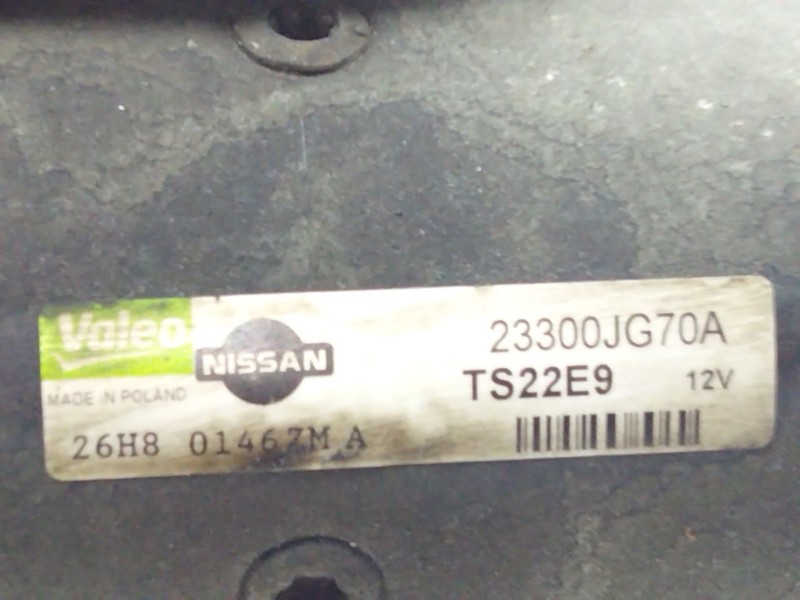 Valeo
NISSAN
23300JG70A
TS22E9 12V
MADE IN POLAND
26H8 01467M A